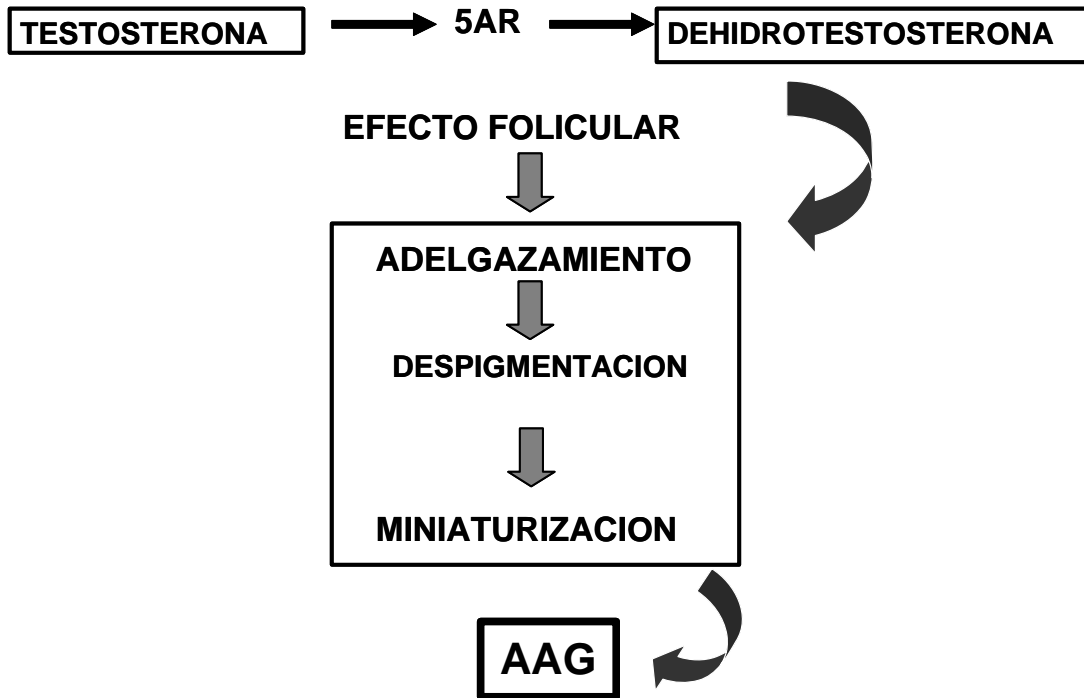 TESTOSTERONA 5AR DEHIDROTESTOSTERONA
EFECTO FOLICULAR
ADELGAZAMIENTO
DESPIGMENTACION
MINIATURIZACION
AAG